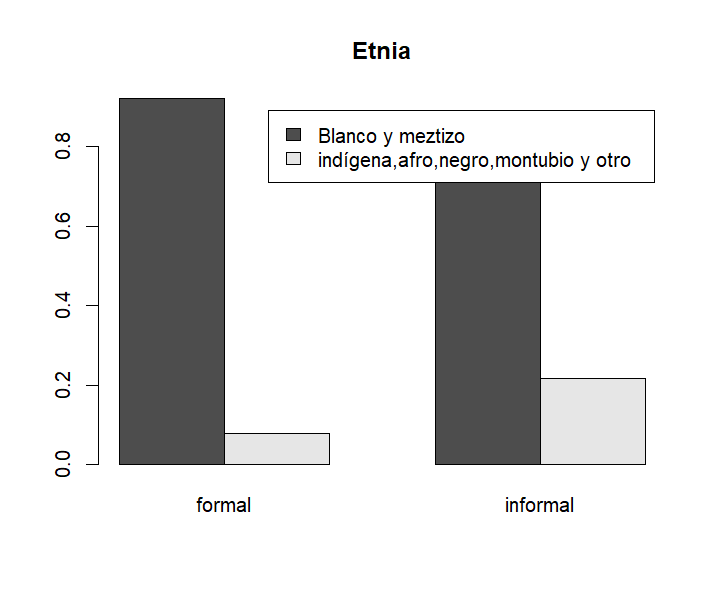 Etnia
Blanco y meztizo
indígena,afro,negro,montubio y otro
0.8
0.6
0.4
0.2
0.0
formal informal